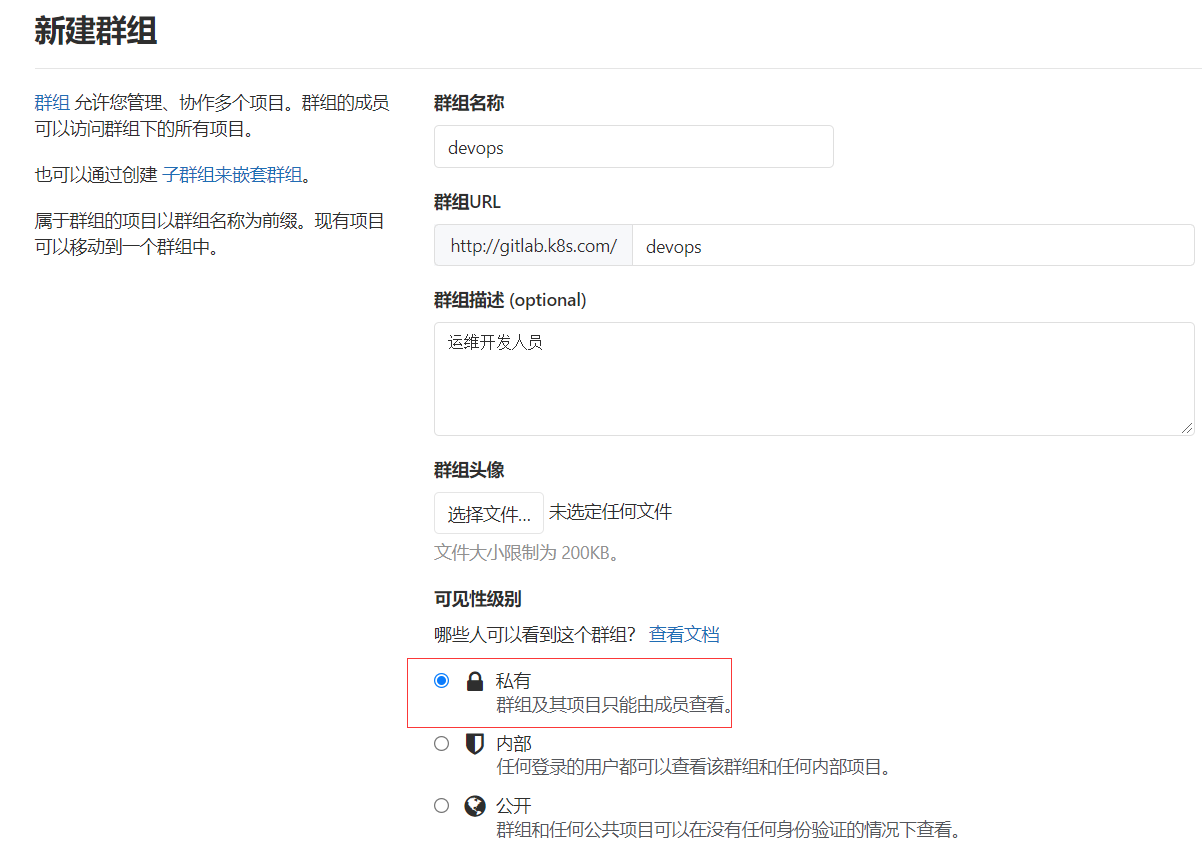 新建群组
群组 允许您管理、协作多个项目。群组的成员
可以访问群组下的所有项目。
也可以通过创建 子群组来嵌套群组。
属于群组的项目以群组名称为前缀。现有项目
可以移动到一个群组中。
群组名称
devops
群组URL
http://gitlab.k8s.com/ devops
群组描述 (optional)
运维开发人员
群组头像
选择文件... 未选定任何文件
文件大小限制为 200KB。
可见性级别
哪些人可以看到这个群组？ 查看文档
私有
群组及其项目只能由成员查看。
内部
任何登录的用户都可以查看该群组和任何内部项目。
公开
群组和任何公共项目可以在没有任何身份验证的情况下查看。